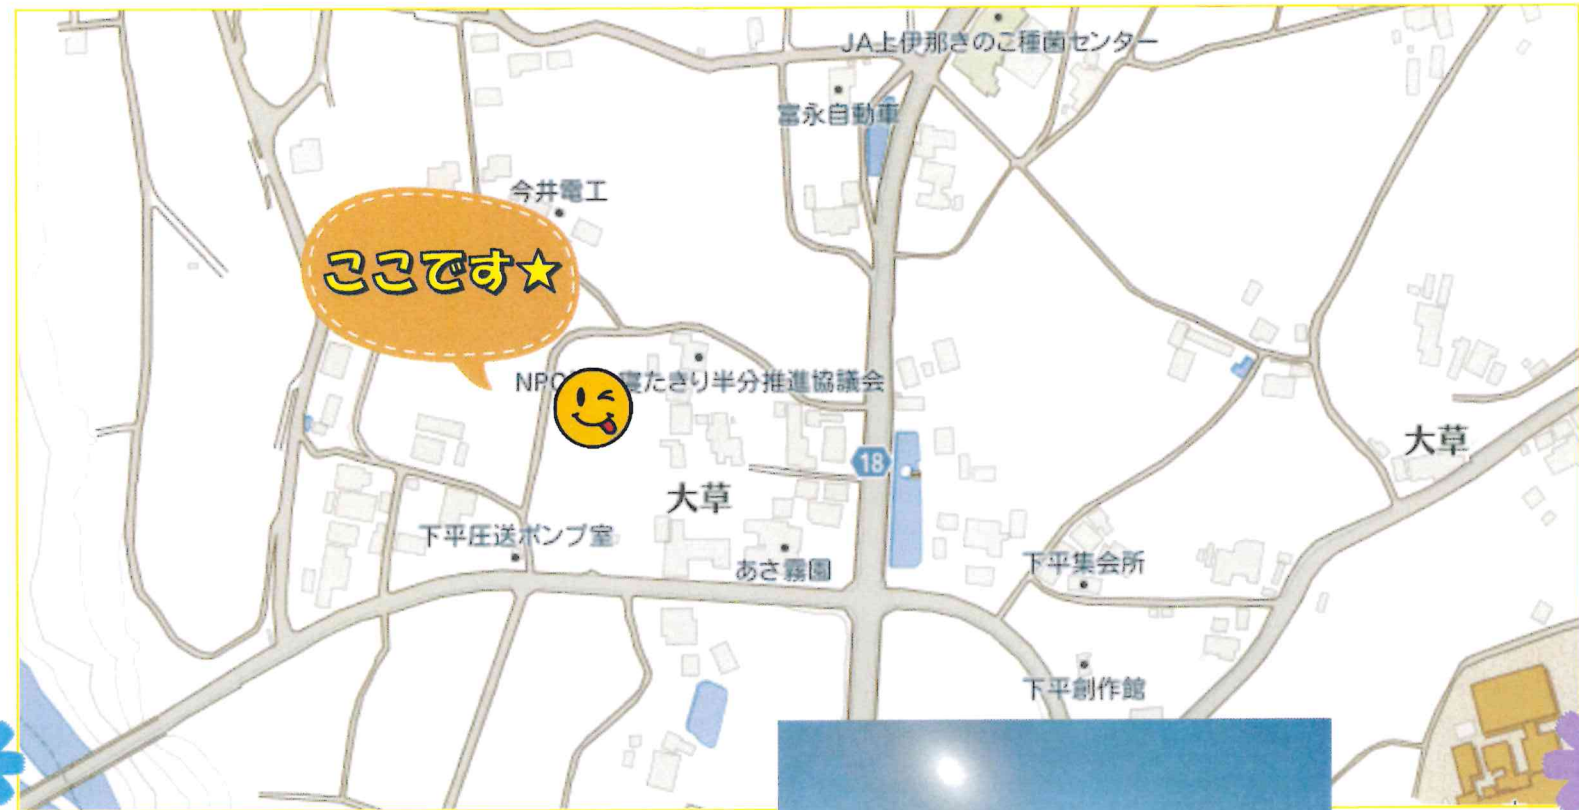 JA上伊那きのこ種菌センター
富永自動車
今井電工
ここです★
NPO
寝たきり半分推進協議会
18
大草
大草
下平圧送ポンプ室
あさ霧園
下平集会所
下平創作館